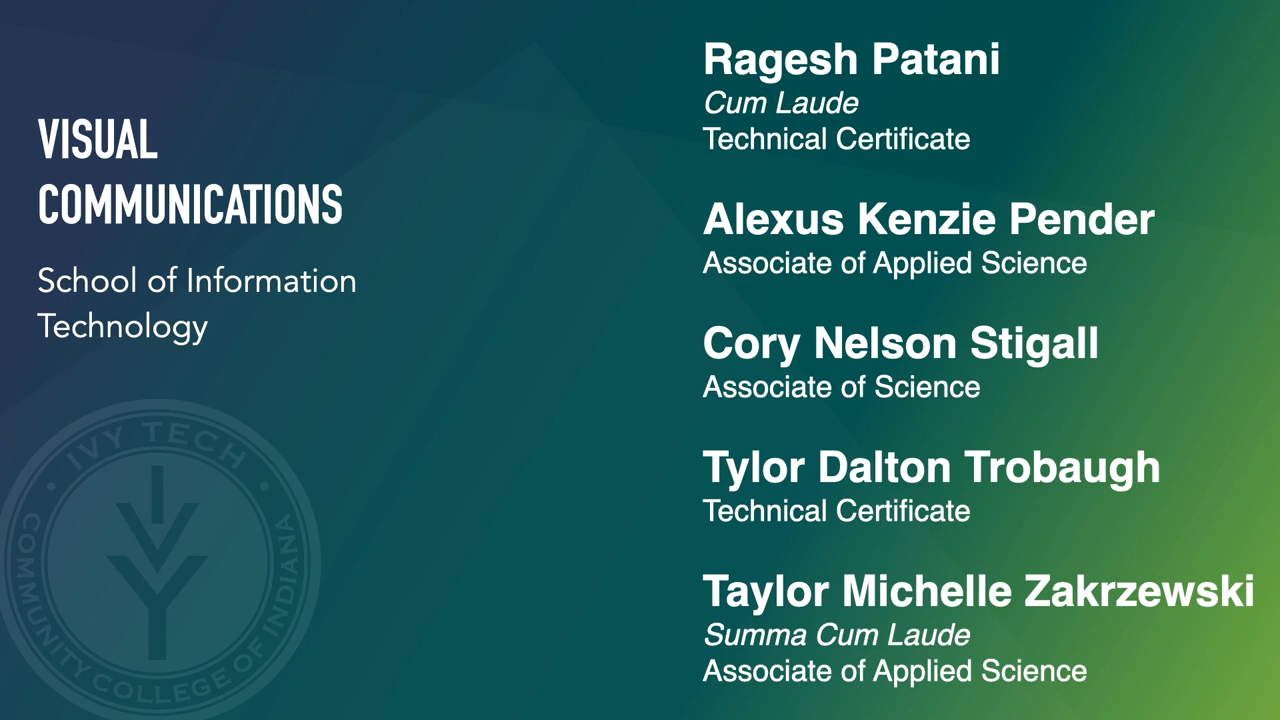 VISUAL
COMMUNICATIONS
School of Information
Technology
IVY TECH
COMMUNITY COLLEGE OF INDIANA
Ragesh Patani
Cum Laude
Technical Certificate
Alexus Kenzie Pender
Associate of Applied Science
Cory Nelson Stigall
Associate of Science
Tylor Dalton Trobaugh
Technical Certificate
Taylor Michelle Zakrzewski
Summa Cum Laude
Associate of Applied Science